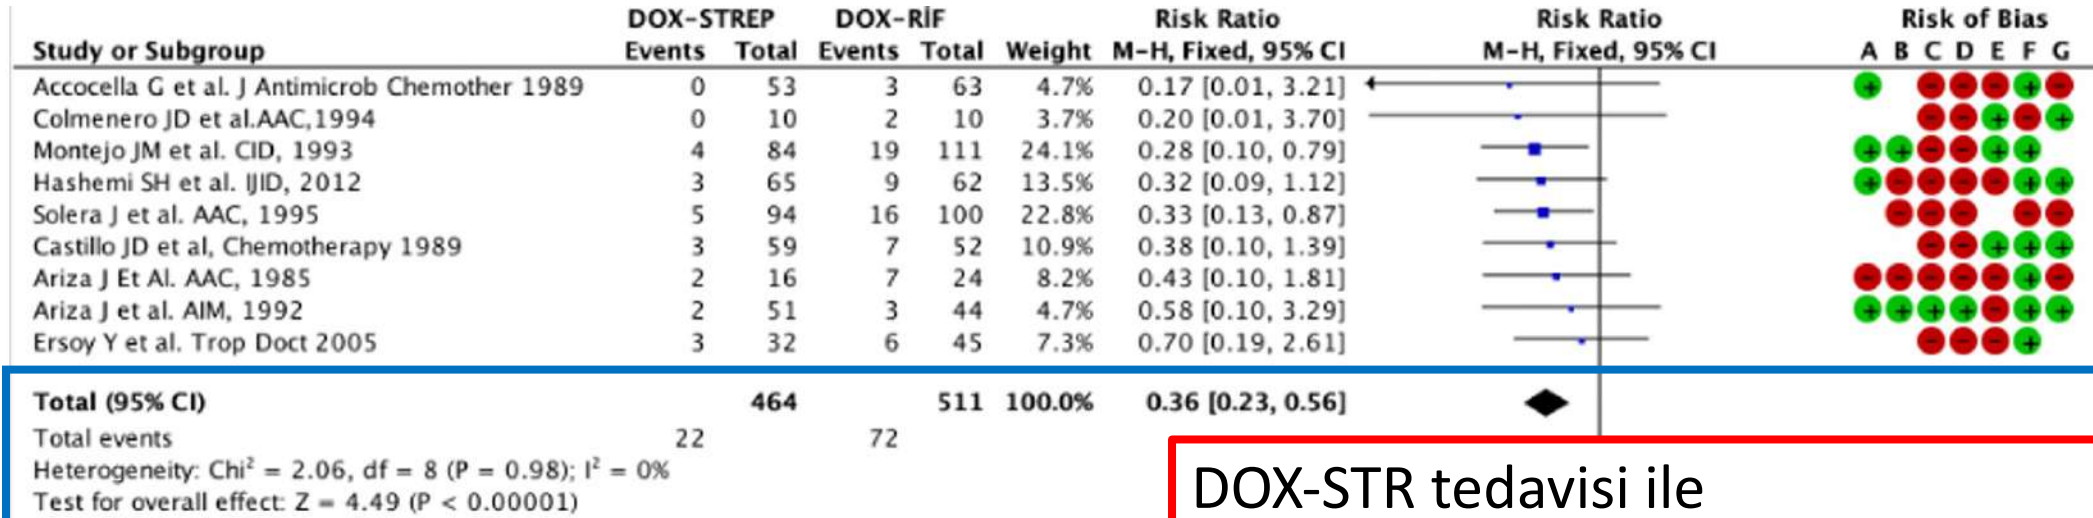 DOX-STREP DOX-RİF Risk Ratio Risk Ratio Risk of Bias
Study or Subgroup Events Total Events Total Weight M-H, Fixed, 95% CI M-H, Fixed, 95% CI A B C D E F G
Accocella G et al. J Antimicrob Chemother 1989 0 53 3 63 4.7% 0.17 [0.01, 3.21] + - - - + -
Colmenero JD et al.AAC,1994 0 10 2 10 3.7% 0.20 [0.01, 3.70] - - + - +
Montejo JM et al. CID, 1993 4 84 19 111 24.1% 0.28 [0.10, 0.79] + + - - + +
Hashemi SH et al. IJID, 2012 3 65 9 62 13.5% 0.32 [0.09, 1.12] + - - - - + +
Solera J et al. AAC, 1995 5 94 16 100 22.8% 0.33 [0.13, 0.87] - - - - -
Castillo JD et al, Chemotherapy 1989 3 59 7 52 10.9% 0.38 [0.10, 1.39] - - + + +
Ariza J Et Al. AAC, 1985 2 16 7 24 8.2% 0.43 [0.10, 1.81] - - - - - + -
Ariza J et al. AIM, 1992 2 51 3 44 4.7% 0.58 [0.10, 3.29] + + + + - + +
Ersoy Y et al. Trop Doct 2005 3 32 6 45 7.3% 0.70 [0.19, 2.61] - - - +
Total (95% CI) 464 511 100.0% 0.36 [0.23, 0.56]
Total events 22 72
Heterogeneity: Chi² = 2.06, df = 8 (P = 0.98); I² = 0%
Test for overall effect: Z = 4.49 (P < 0.00001)
DOX-STR tedavisi ile